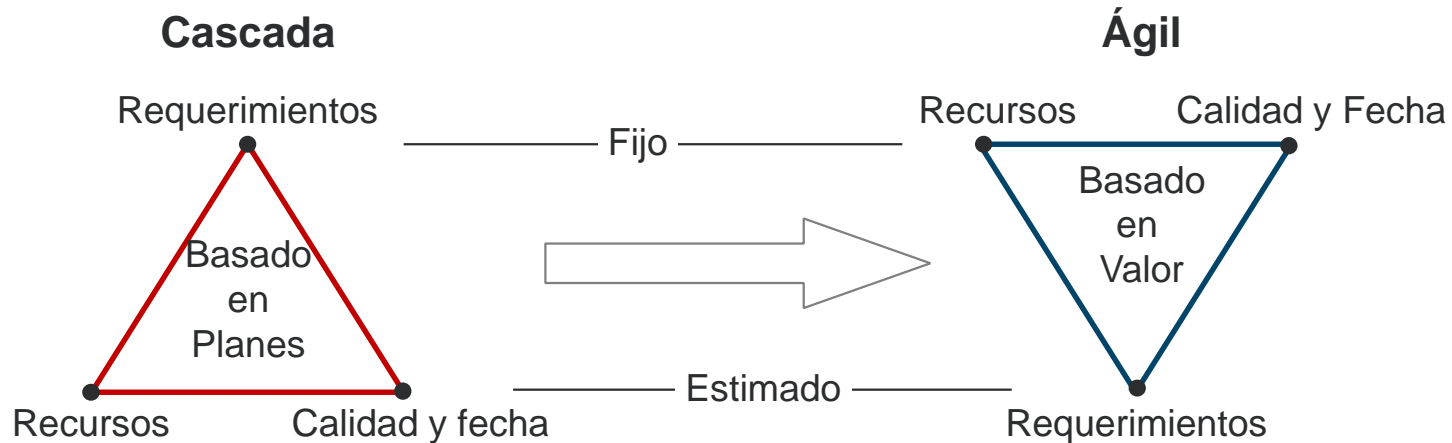 Cascada
Ágil
Requerimientos
Recursos
Calidad y Fecha
Fijo
Basado
en
Valor
Basado
en
Planes
Estimado
Recursos
Calidad y fecha
Requerimientos